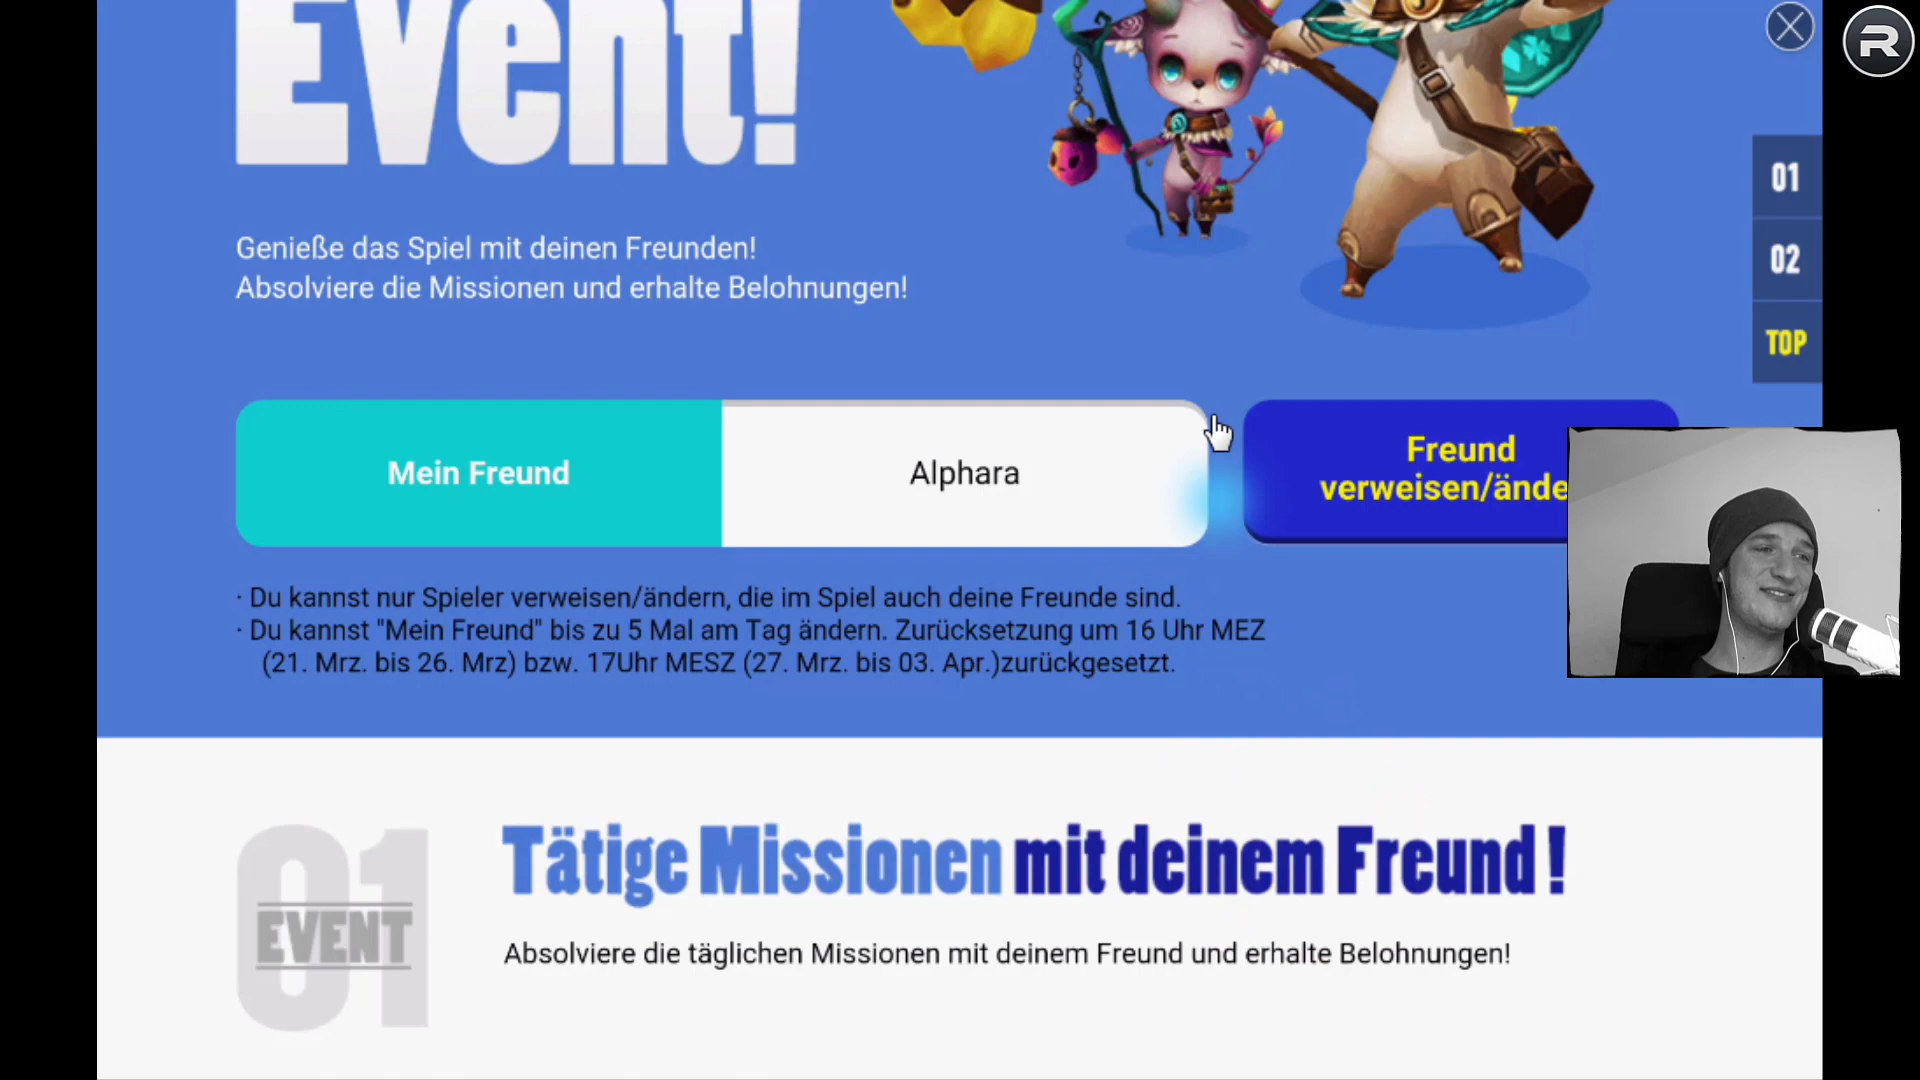 Event!
R
01
02
TOP
Genieße das Spiel mit deinen Freunden!
Absolviere die Missionen und erhalte Belohnungen!
Mein Freund
Alphara
Freund
verweisen/ände
· Du kannst nur Spieler verweisen/ändern, die im Spiel auch deine Freunde sind.
· Du kannst "Mein Freund" bis zu 5 Mal am Tag ändern. Zurücksetzung um 16 Uhr MEZ
(21. Mrz. bis 26. Mrz) bzw. 17Uhr MESZ (27. Mrz. bis 03. Apr.)zurückgesetzt.
01
EVENT
Tätige Missionen mit deinem Freund !
Absolviere die täglichen Missionen mit deinem Freund und erhalte Belohnungen!